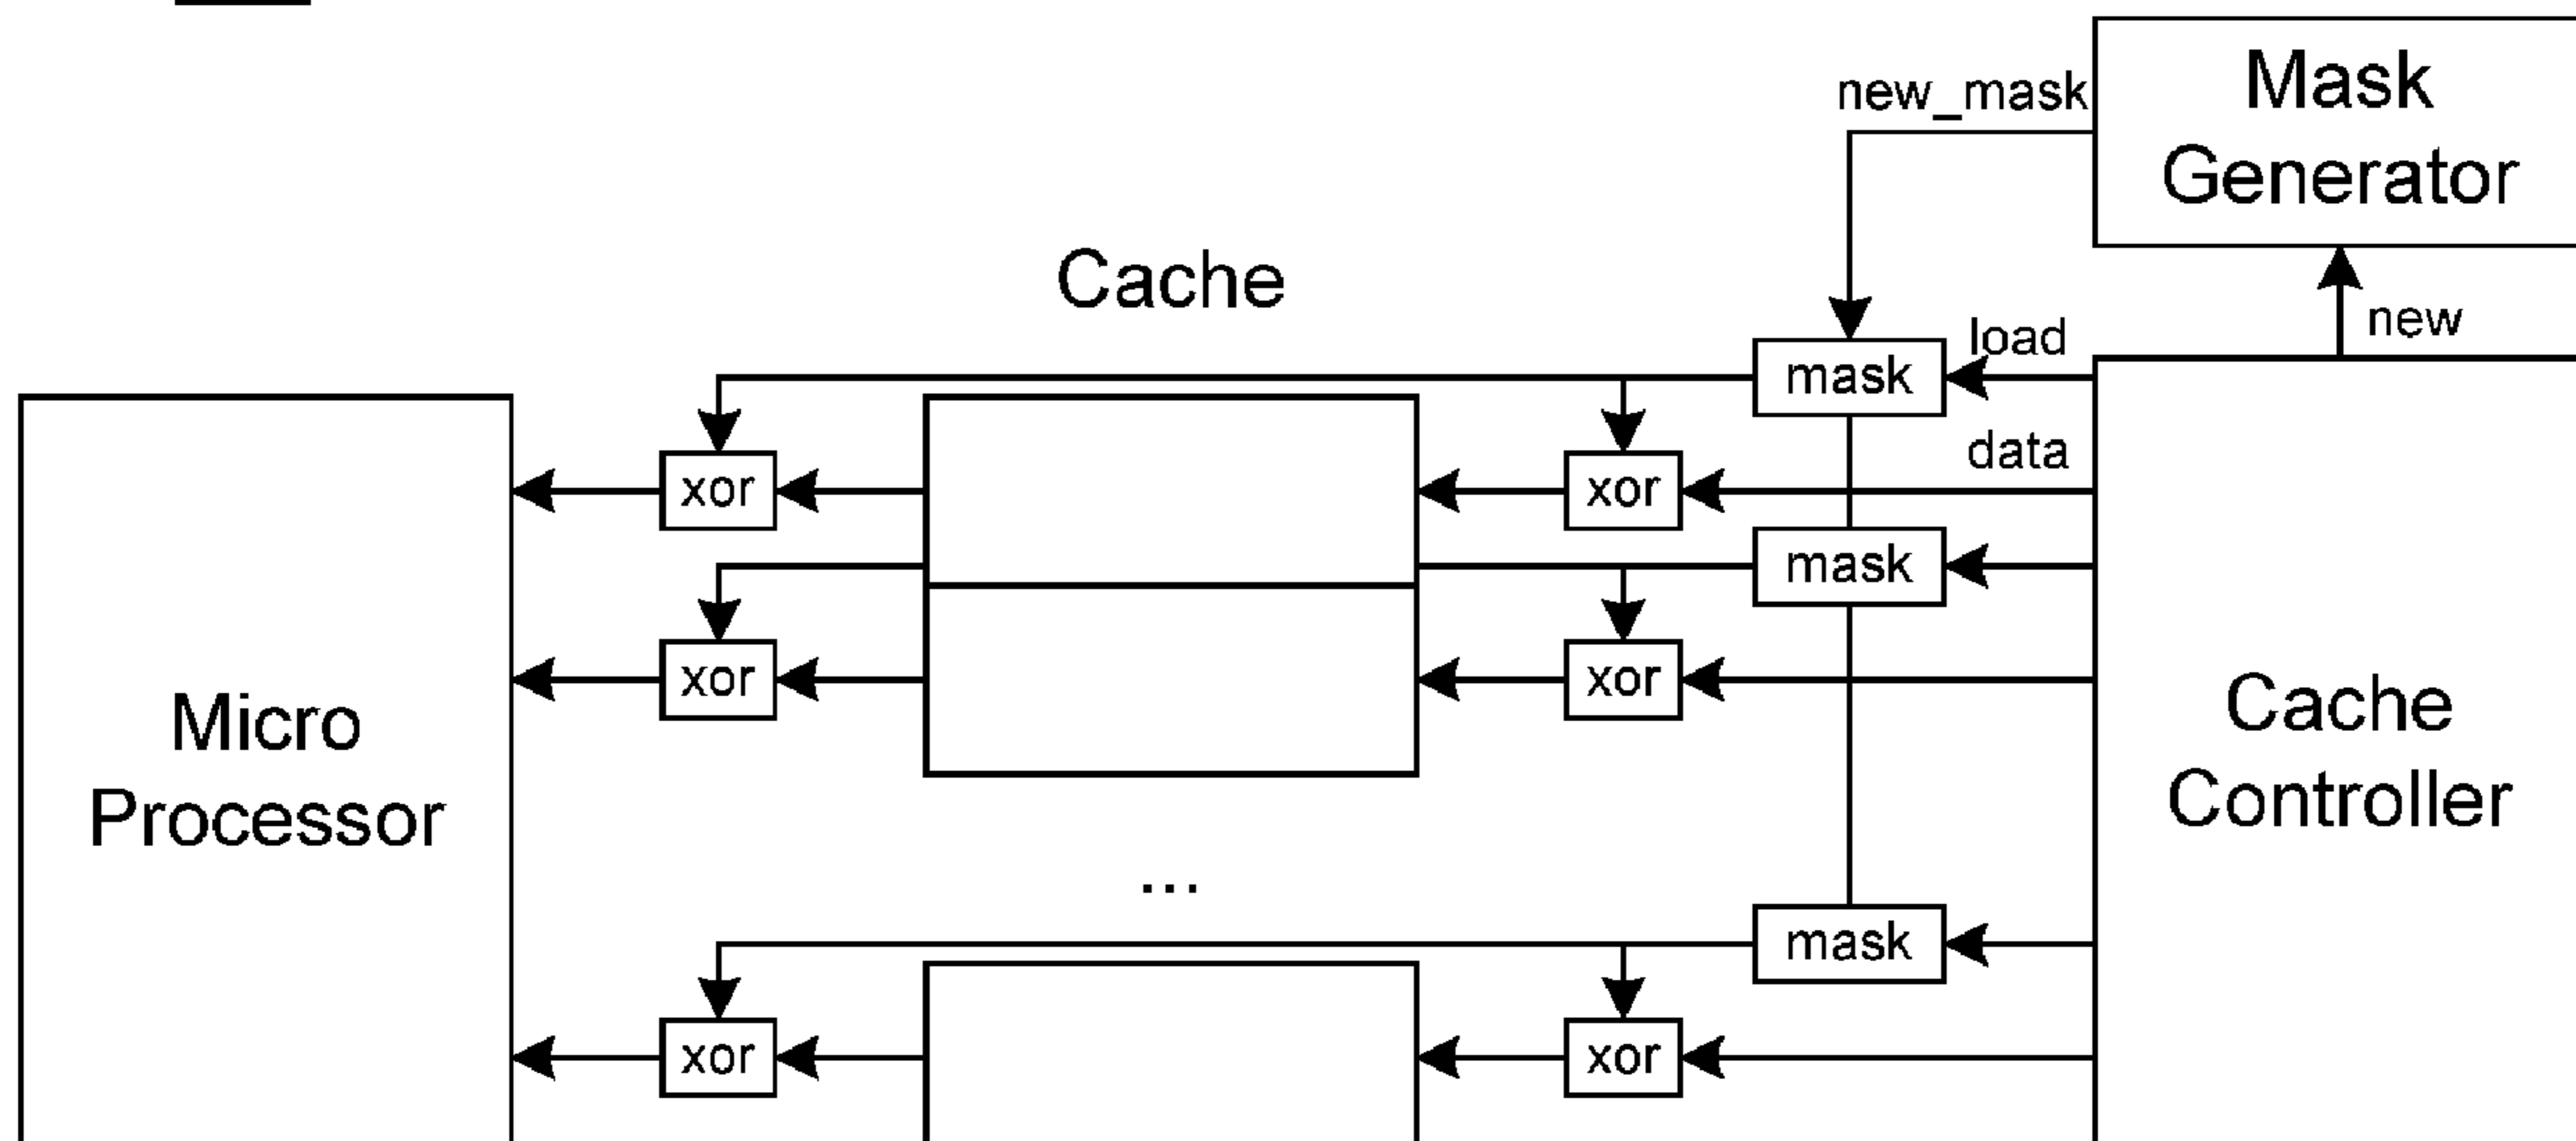 Mask
Generator
new_mask
new
Cache
load
mask
data
xor
xor
mask
xor
xor
Micro
Processor
Cache
Controller
...
mask
xor
xor